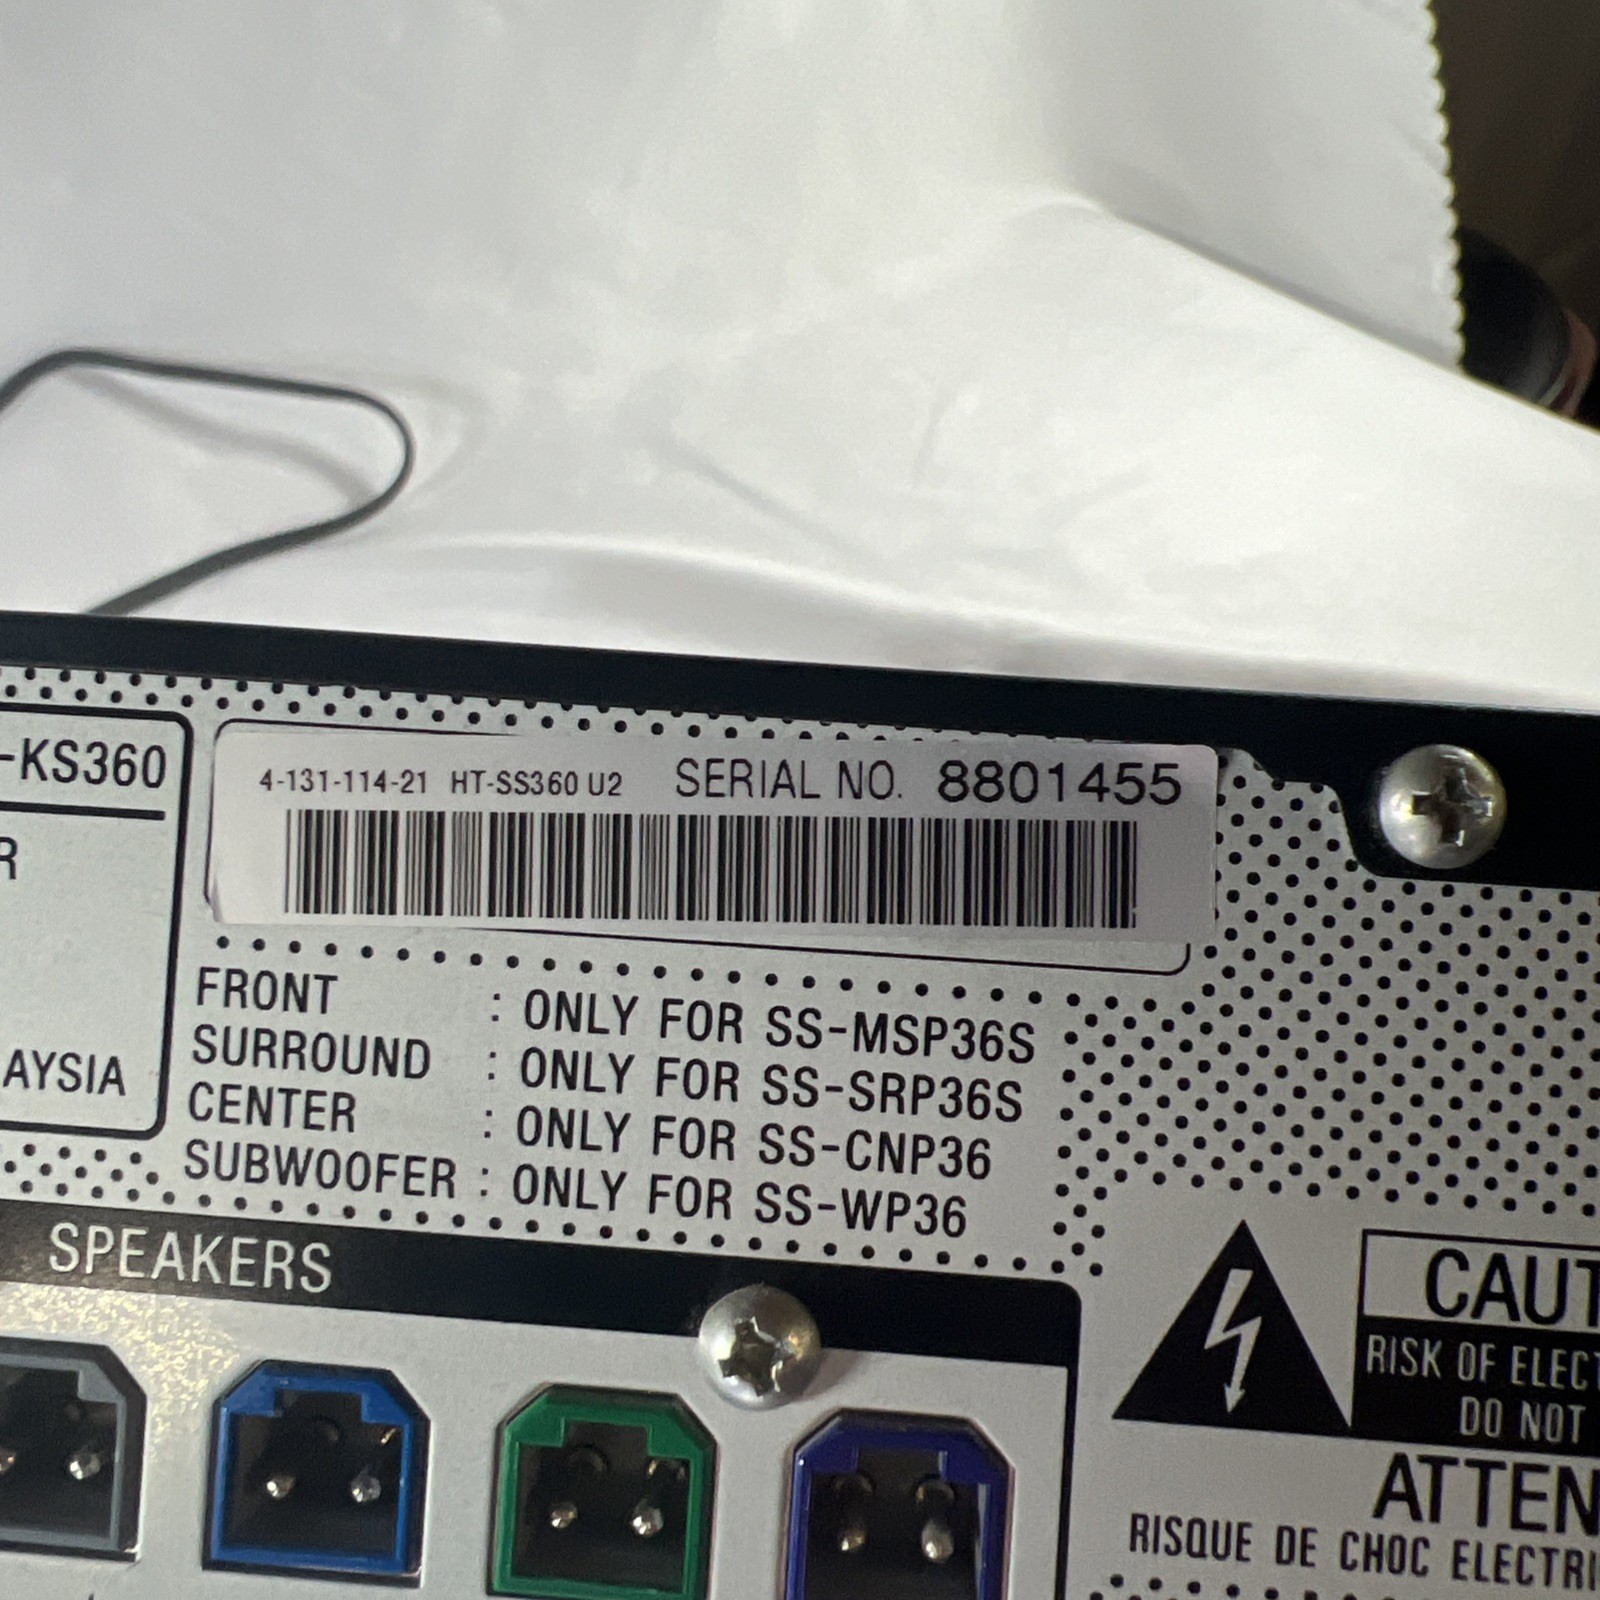 -KS360
R
AYSIA
4-131-114-21 HT-SS360 U2 SERIAL NO. 8801455
FRONT : ONLY FOR SS-MSP36S
SURROUND : ONLY FOR SS-SRP36S
CENTER : ONLY FOR SS-CNP36
SUBWOOFER : ONLY FOR SS-WP36
SPEAKERS
CAUT
RISK OF ELECT
DO NOT
ATTEN
RISQUE DE CHOC ELECTRI